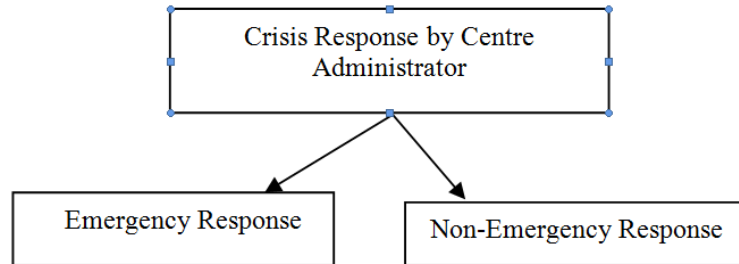 Crisis Response by Centre
Administrator
Emergency Response
Non-Emergency Response